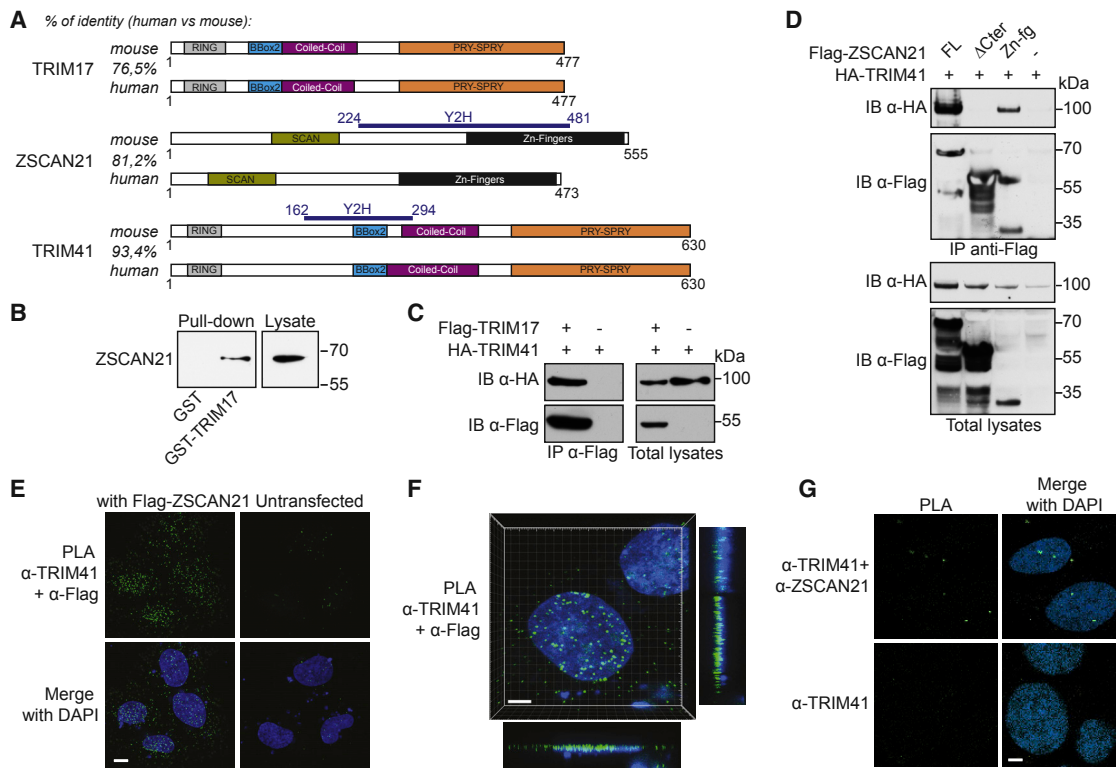 A % of identity (human vs mouse):
mouse
RING BBox2 Coiled-Coil PRY-SPRY
TRIM17 1 76,5% 477
human
RING BBox2 Coiled-Coil PRY-SPRY
1 477
224 Y2H 481
mouse
SCAN Zn-Fingers
ZSCAN21 1 81,2% 555
human
SCAN Zn-Fingers
1 473
162 Y2H 294
mouse
RING BBox2 Coiled-Coil PRY-SPRY
TRIM41 1 93,4% 630
human
RING BBox2 Coiled-Coil PRY-SPRY
1 630
B
Pull-down Lysate
ZSCAN21
-70
-55
GST
GST-TRIM17
C
Flag-TRIM17 + - + -
HA-TRIM41 + + + + kDa
IB α-HA -100
IB α-Flag -55
IP α-Flag Total lysates
D
Flag-ZSCAN21 FL ΔCter Zn-fg -
HA-TRIM41 + + + + kDa
IB α-HA -100
-70
IB α-Flag -55
-35
IP anti-Flag
IB α-HA -100
-70
IB α-Flag -55
-35
Total lysates
E
with Flag-ZSCAN21 Untransfected
PLA
α-TRIM41
+ α-Flag
Merge
with DAPI
F
PLA
α-TRIM41
+ α-Flag
G
PLA Merge
with DAPI
α-TRIM41+
α-ZSCAN21
α-TRIM41